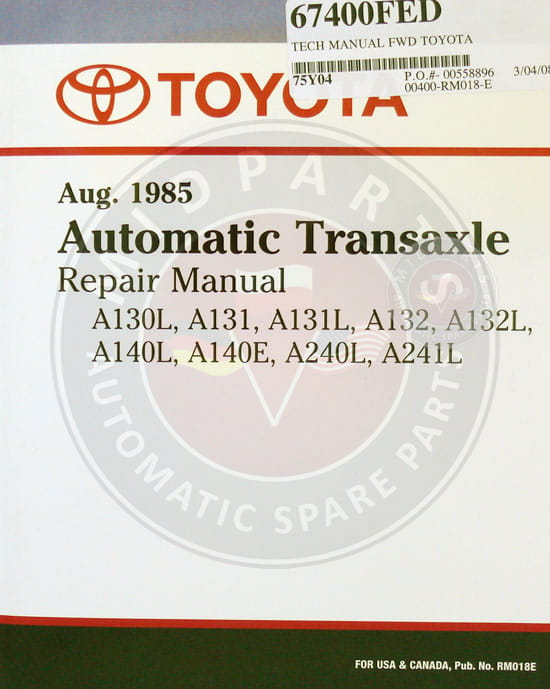 67400FED
TECH MANUAL FWD TOYOTA
75Y04 P.O.#- 00558896 3/04/08
00400-RM018-E
TOYOTA
Aug. 1985
Automatic Transaxle
Repair Manual
A130L, A131, A131L, A132, A132L,
A140L, A140E, A240L, A241L
MIDPARTS
AUTOMATIC SPARE PARTS
FOR USA & CANADA, Pub. No. RM018E